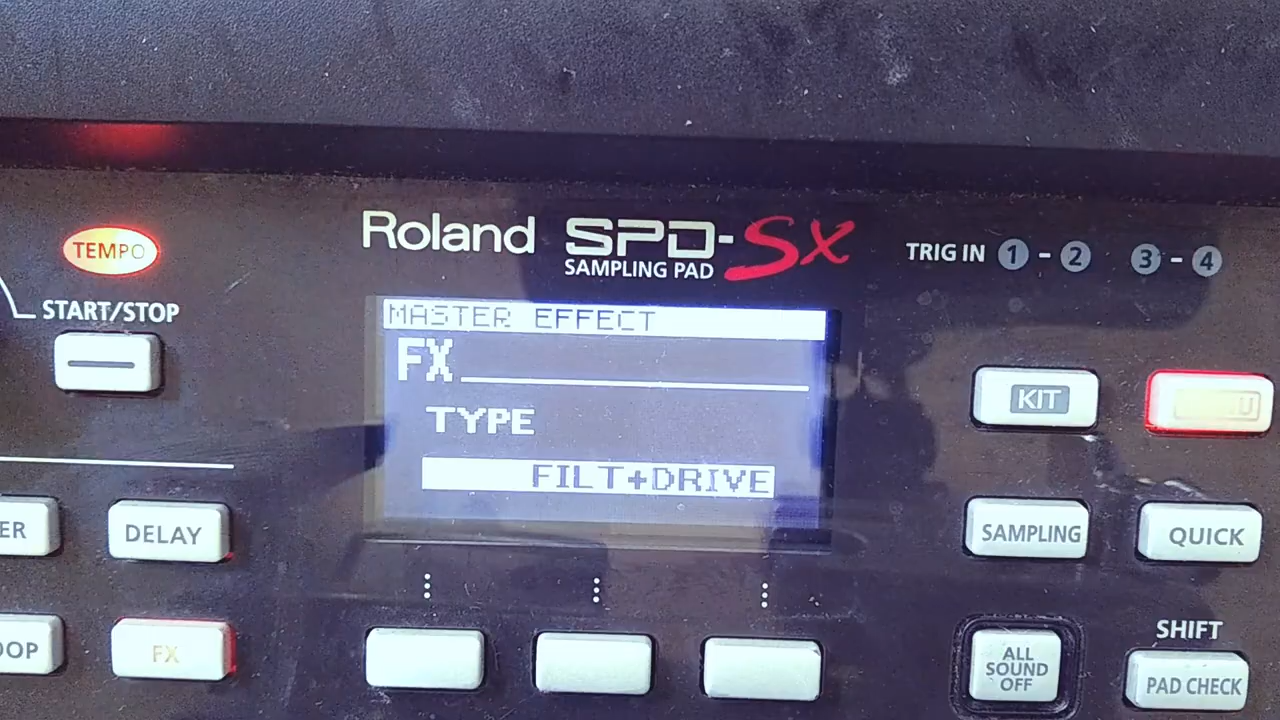 Roland SPD-SX
SAMPLING PAD
TRIG IN 1 - 2 3 - 4
TEMPO
START/STOP
MASTER EFFECT
FX
TYPE
FILT+DRIVE
KIT
U
ER
DELAY
SAMPLING
QUICK
OOP
FX
ALL
SOUND
OFF
SHIFT
PAD CHECK